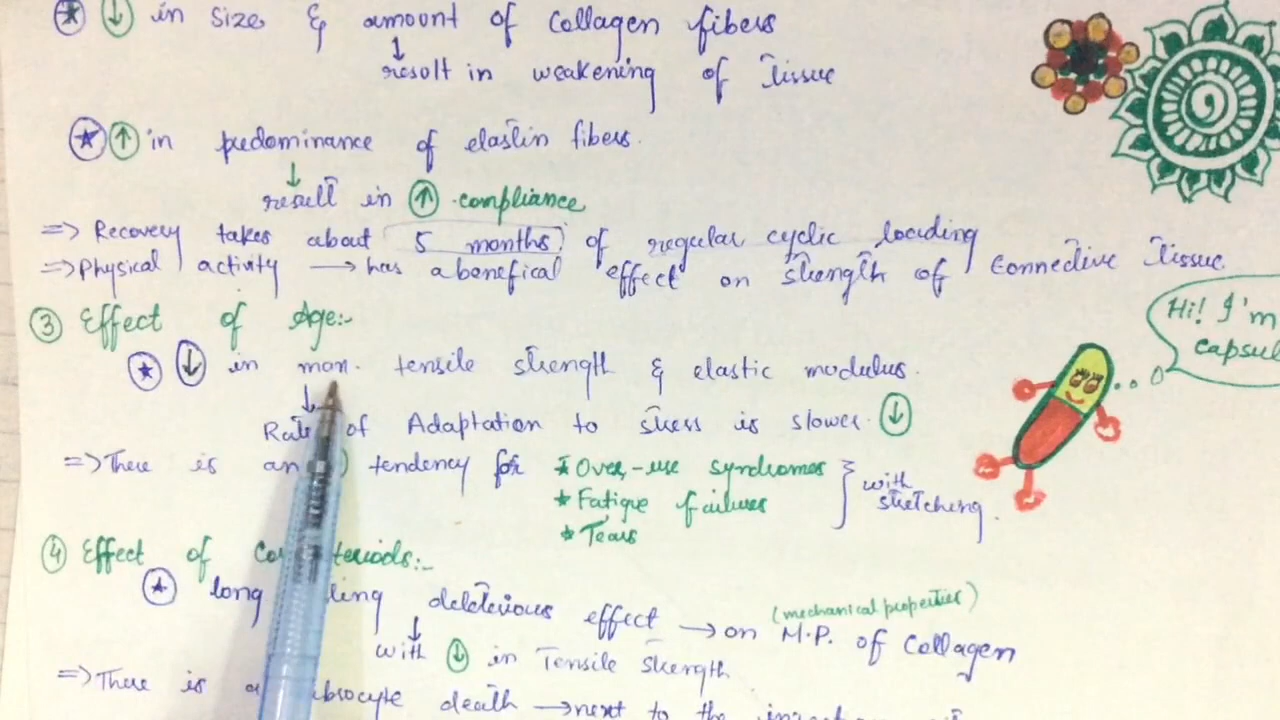 ↓ in size & amount of collagen fibers
↓
result in weakening of Tissue
↑ in predominance of elastin fibers.
↓
result in ↑ compliance
=> Recovery takes about 5 months of regular cyclic loading
=> Physical activity → has a benefical effect on strength of connective Tissue.
③ Effect of Age:-
↓ in max. tensile strength & elastic modulus.
↓
Rate of Adaptation to stress is slower ↓
=> There is an tendency for
★ Over-use syndromes
★ Fatigue failures
★ Tears
} with stretching.
Hi! I'm
capsul
④ Effect of
long deleterious effect → on M.P. of Collagen
(mechanical properties)
↓
with ↓ in Tensile Strength
=> There is death → next to the